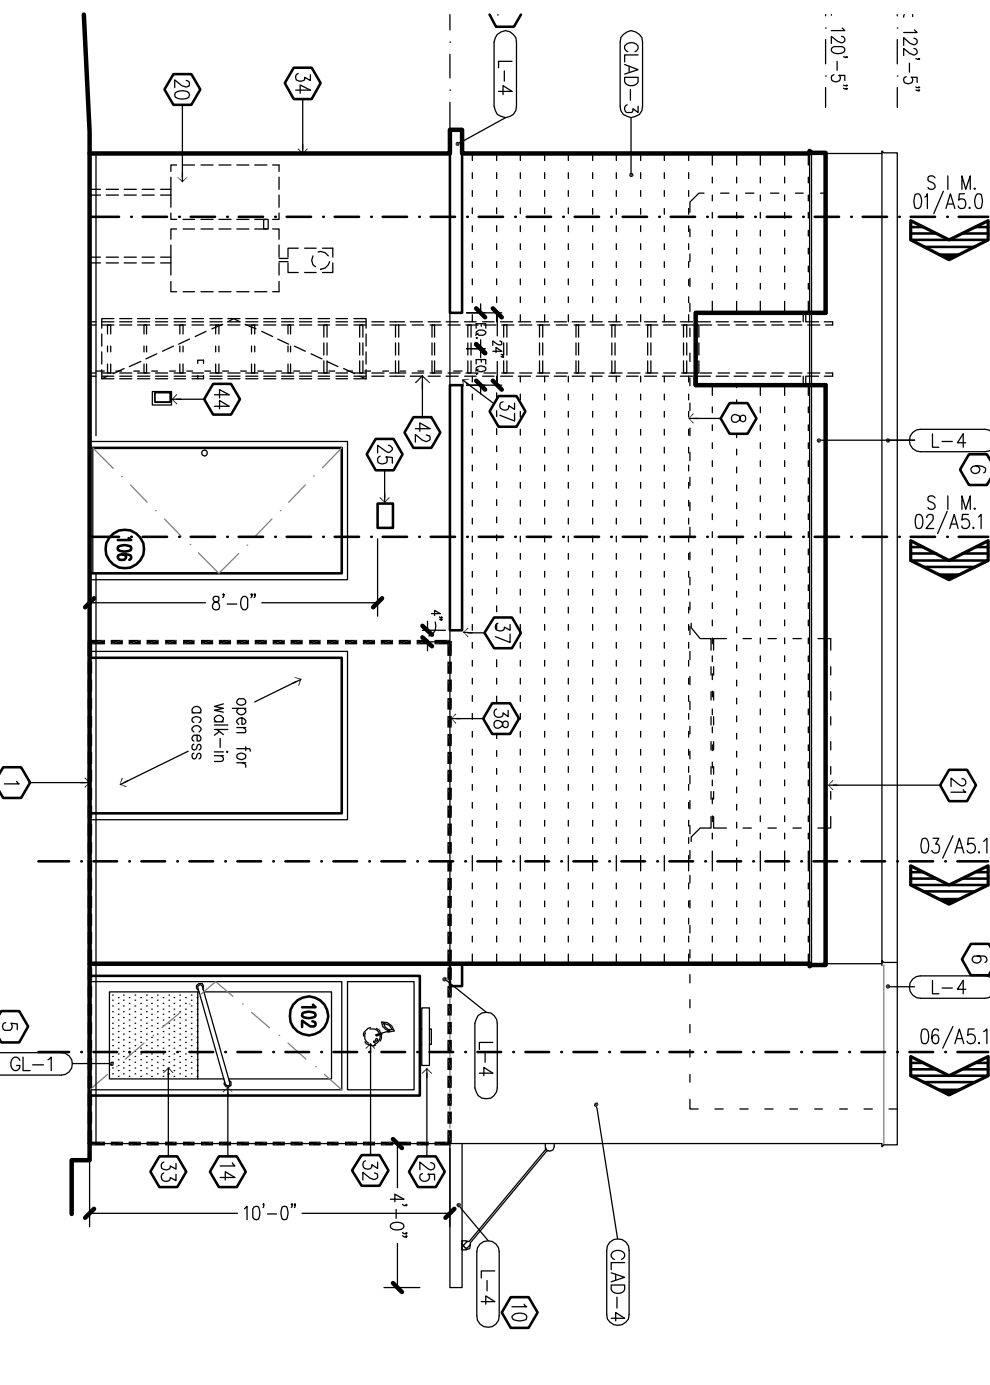 122'-5"
120'-5"
CLAD-3
L-4
34
20
SIM.
01/A5.0
24"
EQ.
EQ.
8
37
42
44
L-4
6
25
SIM.
02/A5.1
106
8'-0"
4"
37
38
open for
walk-in
access
1
21
03/A5.1
6
L-4
102
5
GL-1
06/A5.1
L-4
25
32
14
33
4'-0"
10'-0"
L-4
10
CLAD-4